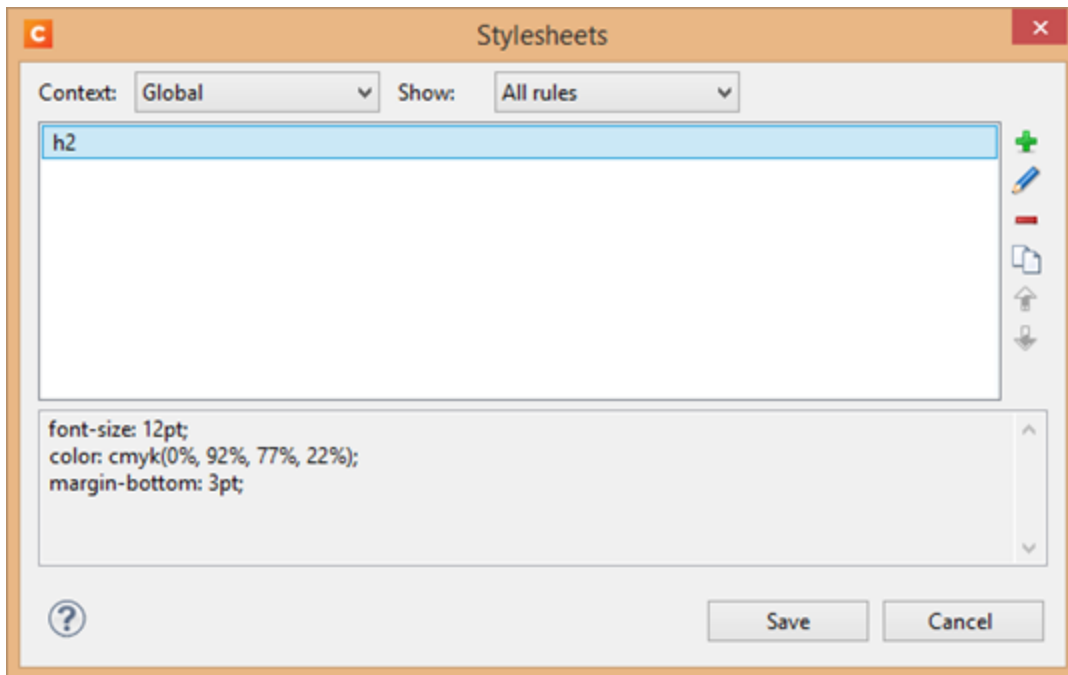 C
Stylesheets
Context: Global Show: All rules
h2
font-size: 12pt;
color: cmyk(0%, 92%, 77%, 22%);
margin-bottom: 3pt;
?
Save Cancel